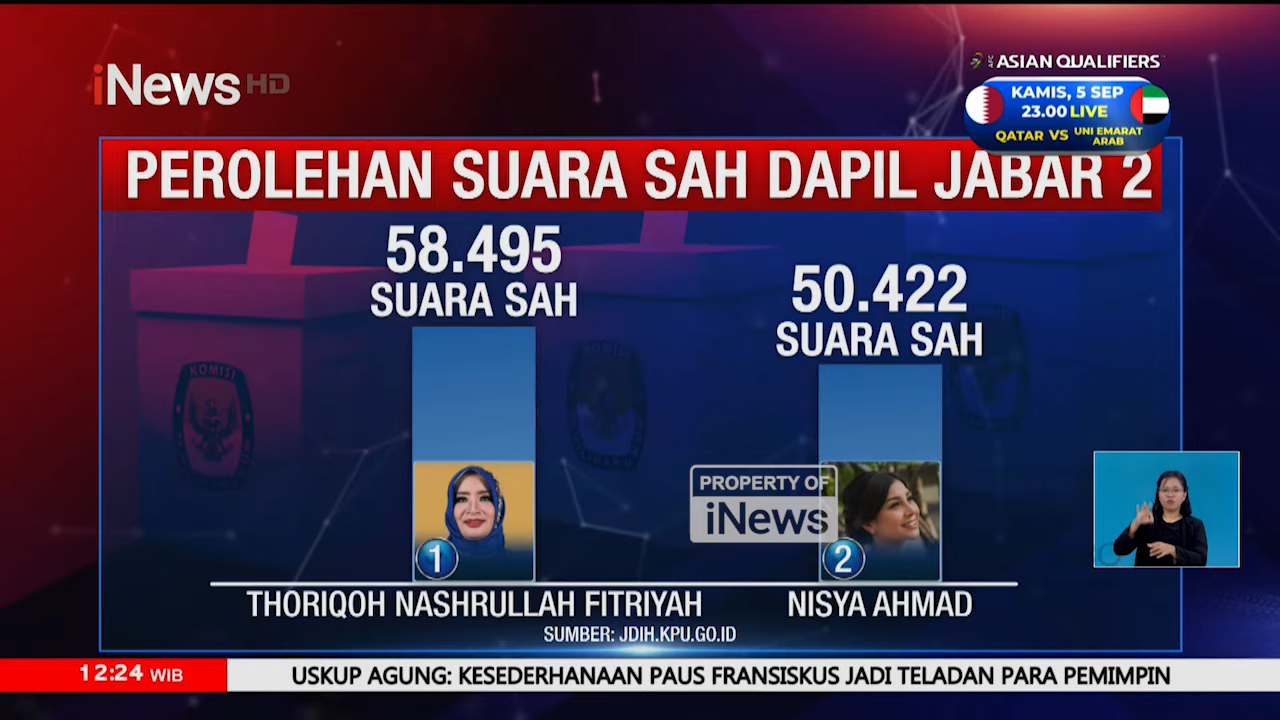 iNews HD
AFC ASIAN QUALIFIERS
KAMIS, 5 SEP
23.00 LIVE
QATAR VS UNI EMARAT ARAB
PEROLEHAN SUARA SAH DAPIL JABAR 2
58.495
SUARA SAH
50.422
SUARA SAH
KOMISI
PROPERTY OF
iNews
1
2
THORIQOH NASHRULLAH FITRIYAH
NISYA AHMAD
SUMBER: JDIH.KPU.GO.ID
12:24 WIB
USKUP AGUNG: KESEDERHANAAN PAUS FRANSISKUS JADI TELADAN PARA PEMIMPIN